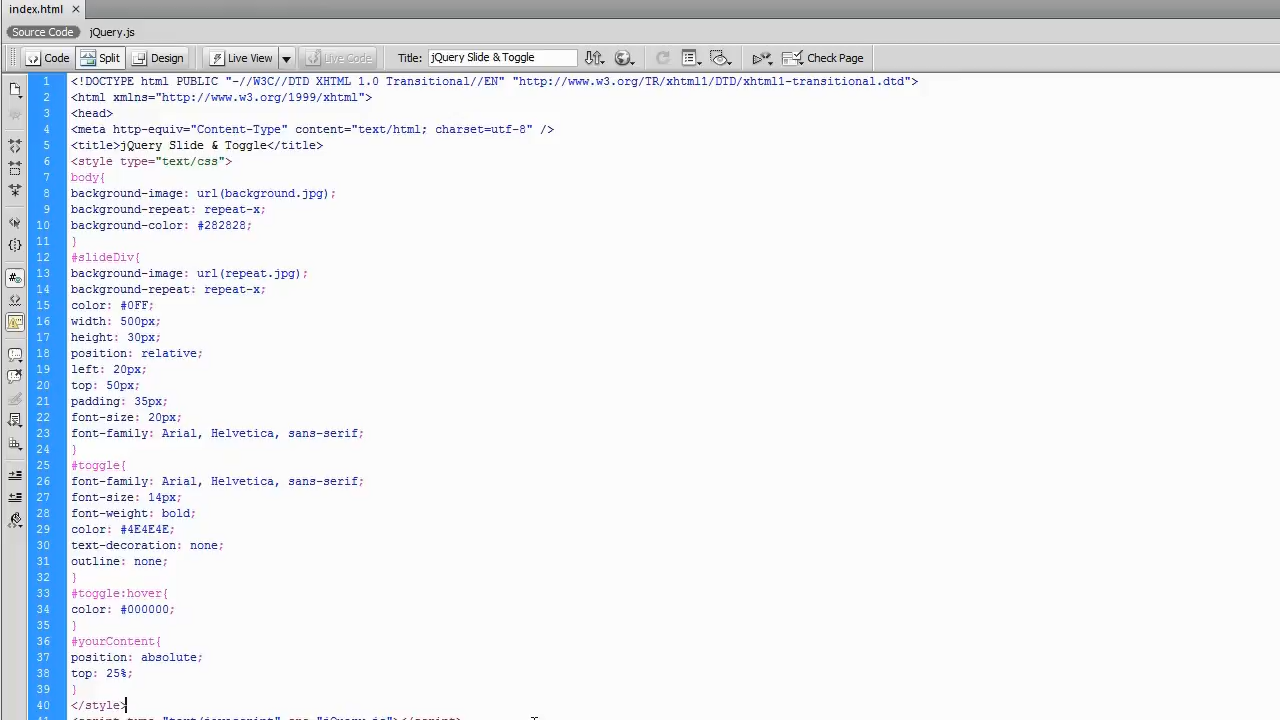 index.html ×
Source Code jQuery.js
Code Split Design Live View Live Code Title: jQuery Slide & Toggle Check Page
1 <!DOCTYPE html PUBLIC "-//W3C//DTD XHTML 1.0 Transitional//EN" "http://www.w3.org/TR/xhtml1/DTD/xhtml1-transitional.dtd">
2 <html xmlns="http://www.w3.org/1999/xhtml">
3 <head>
4 <meta http-equiv="Content-Type" content="text/html; charset=utf-8" />
5 <title>jQuery Slide & Toggle</title>
6 <style type="text/css">
7 body{
8 background-image: url(background.jpg);
9 background-repeat: repeat-x;
10 background-color: #282828;
11 }
12 #slideDiv{
13 background-image: url(repeat.jpg);
14 background-repeat: repeat-x;
15 color: #0FF;
16 width: 500px;
17 height: 30px;
18 position: relative;
19 left: 20px;
20 top: 50px;
21 padding: 35px;
22 font-size: 20px;
23 font-family: Arial, Helvetica, sans-serif;
24 }
25 #toggle{
26 font-family: Arial, Helvetica, sans-serif;
27 font-size: 14px;
28 font-weight: bold;
29 color: #4E4E4E;
30 text-decoration: none;
31 outline: none;
32 }
33 #toggle:hover{
34 color: #000000;
35 }
36 #yourContent{
37 position: absolute;
38 top: 25%;
39 }
40 </style>
41 <script type="text/javascript" src="jQuery.js"></script>